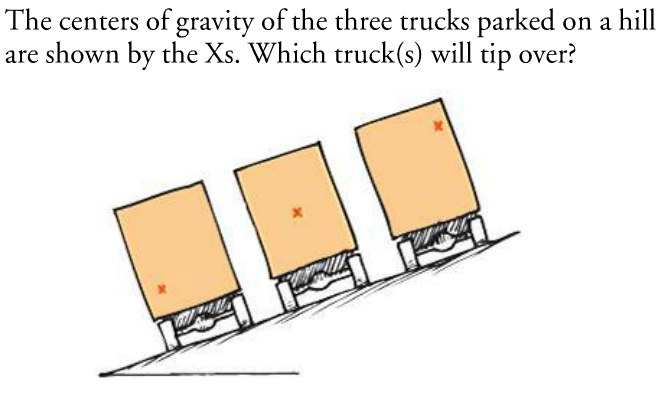 The centers of gravity of the three trucks parked on a hill
are shown by the Xs. Which truck(s) will tip over?